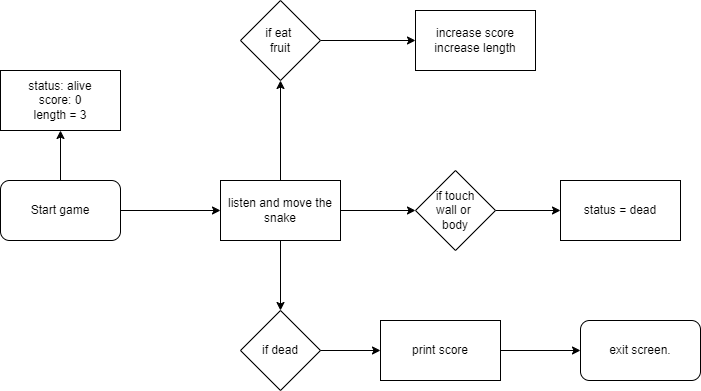 if eat
fruit
increase score
increase length
status: alive
score: 0
length = 3
Start game
listen and move the
snake
if touch
wall or
body
status = dead
if dead
print score
exit screen.